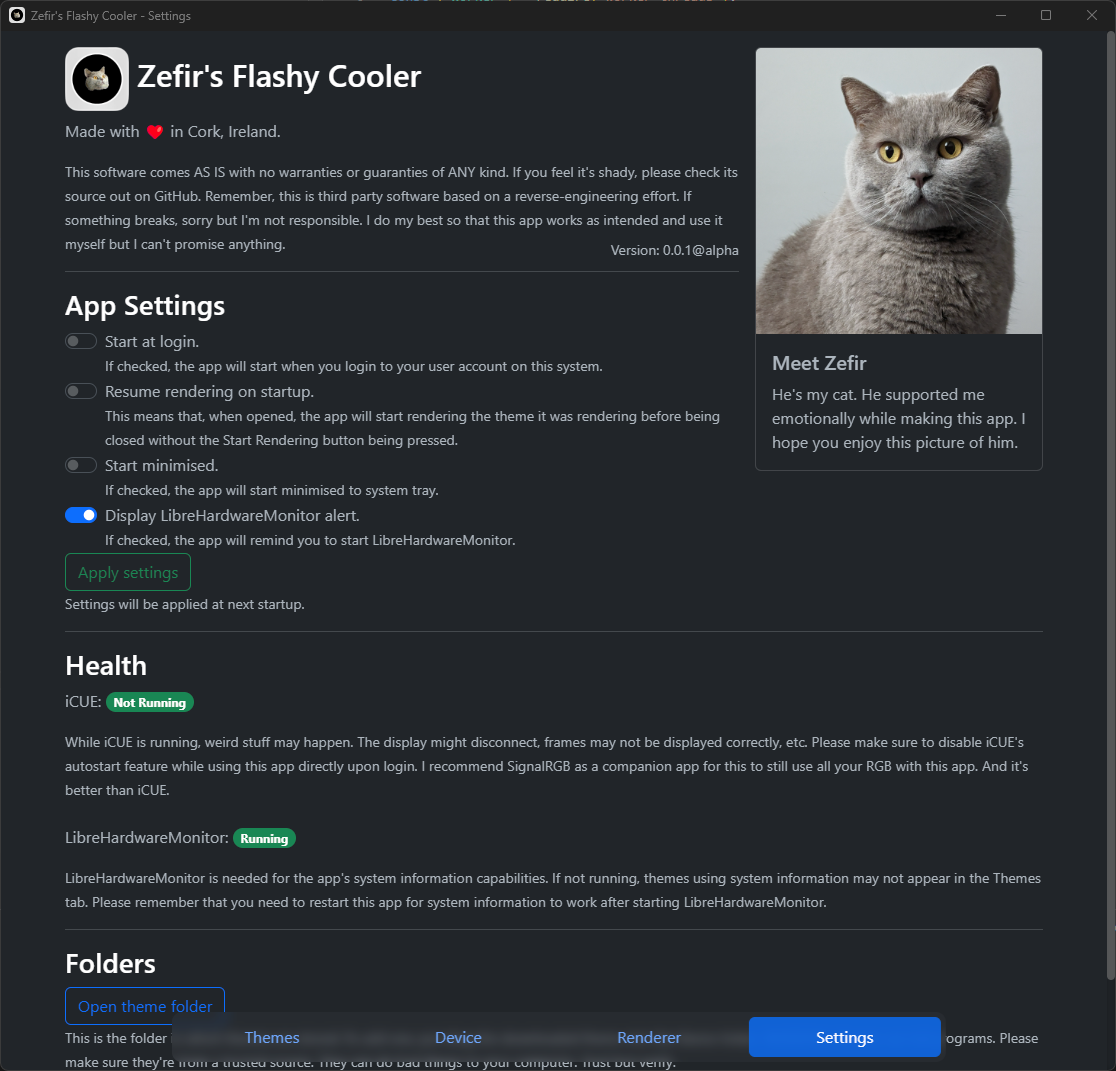 Zefir's Flashy Cooler - Settings
Zefir's Flashy Cooler
Made with ❤️ in Cork, Ireland.
This software comes AS IS with no warranties or guaranties of ANY kind. If you feel it's shady, please check its
source out on GitHub. Remember, this is third party software based on a reverse-engineering effort. If
something breaks, sorry but I'm not responsible. I do my best so that this app works as intended and use it
myself but I can't promise anything.
Version: 0.0.1@alpha
Meet Zefir
He's my cat. He supported me
emotionally while making this app. I
hope you enjoy this picture of him.
App Settings
Start at login.
If checked, the app will start when you login to your user account on this system.
Resume rendering on startup.
This means that, when opened, the app will start rendering the theme it was rendering before being
closed without the Start Rendering button being pressed.
Start minimised.
If checked, the app will start minimised to system tray.
Display LibreHardwareMonitor alert.
If checked, the app will remind you to start LibreHardwareMonitor.
Apply settings
Settings will be applied at next startup.
Health
iCUE: Not Running
While iCUE is running, weird stuff may happen. The display might disconnect, frames may not be displayed correctly, etc. Please make sure to disable iCUE's
autostart feature while using this app directly upon login. I recommend SignalRGB as a companion app for this to still use all your RGB with this app. And it's
better than iCUE.
LibreHardwareMonitor: Running
LibreHardwareMonitor is needed for the app's system information capabilities. If not running, themes using system information may not appear in the Themes
tab. Please remember that you need to restart this app for system information to work after starting LibreHardwareMonitor.
Folders
Open theme folder
This is the folder
ograms. Please
make sure they're from a trusted source. They can do bad things to your computer. Trust but verify.
Themes
Device
Renderer
Settings